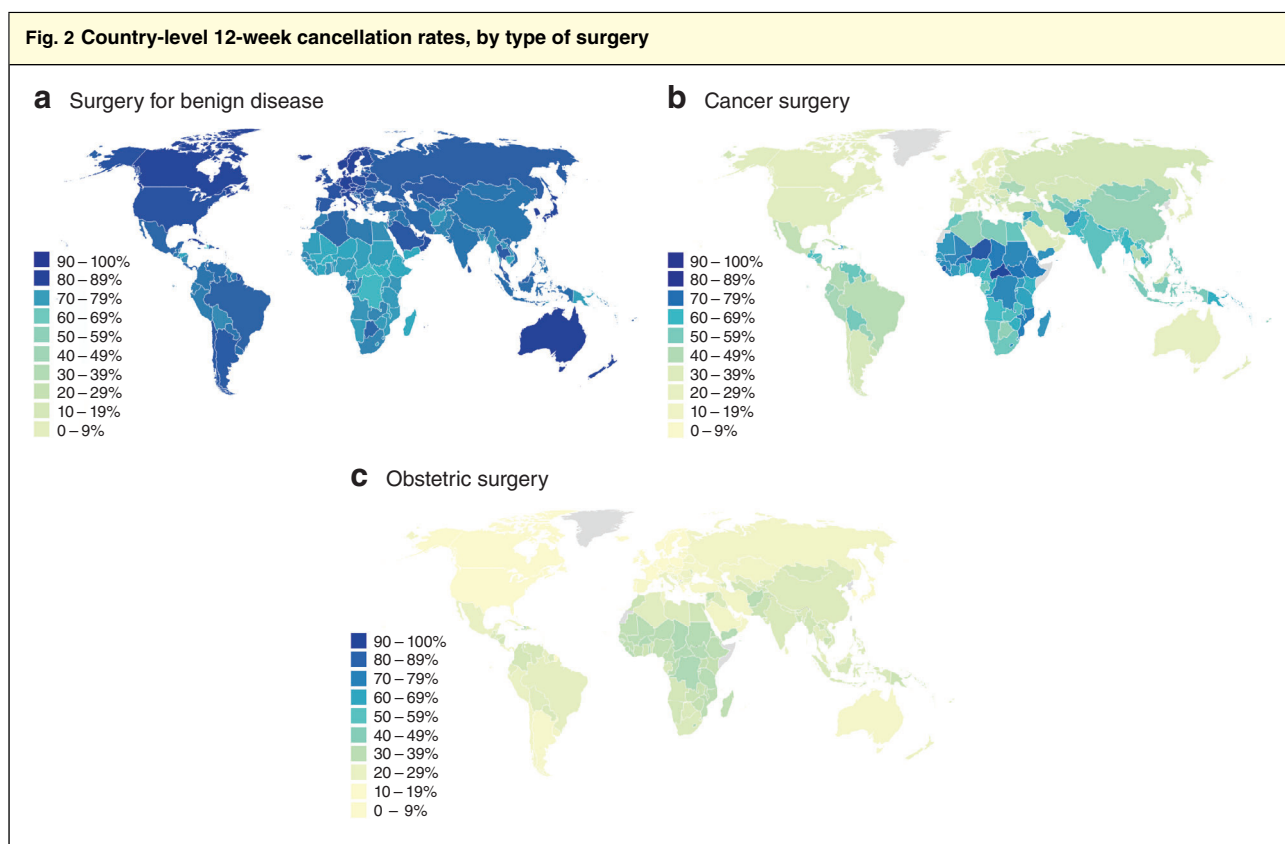 Fig. 2 Country-level 12-week cancellation rates, by type of surgery
a Surgery for benign disease
90 – 100%
80 – 89%
70 – 79%
60 – 69%
50 – 59%
40 – 49%
30 – 39%
20 – 29%
10 – 19%
0 – 9%
b Cancer surgery
90 – 100%
80 – 89%
70 – 79%
60 – 69%
50 – 59%
40 – 49%
30 – 39%
20 – 29%
10 – 19%
0 – 9%
c Obstetric surgery
90 – 100%
80 – 89%
70 – 79%
60 – 69%
50 – 59%
40 – 49%
30 – 39%
20 – 29%
10 – 19%
0 – 9%